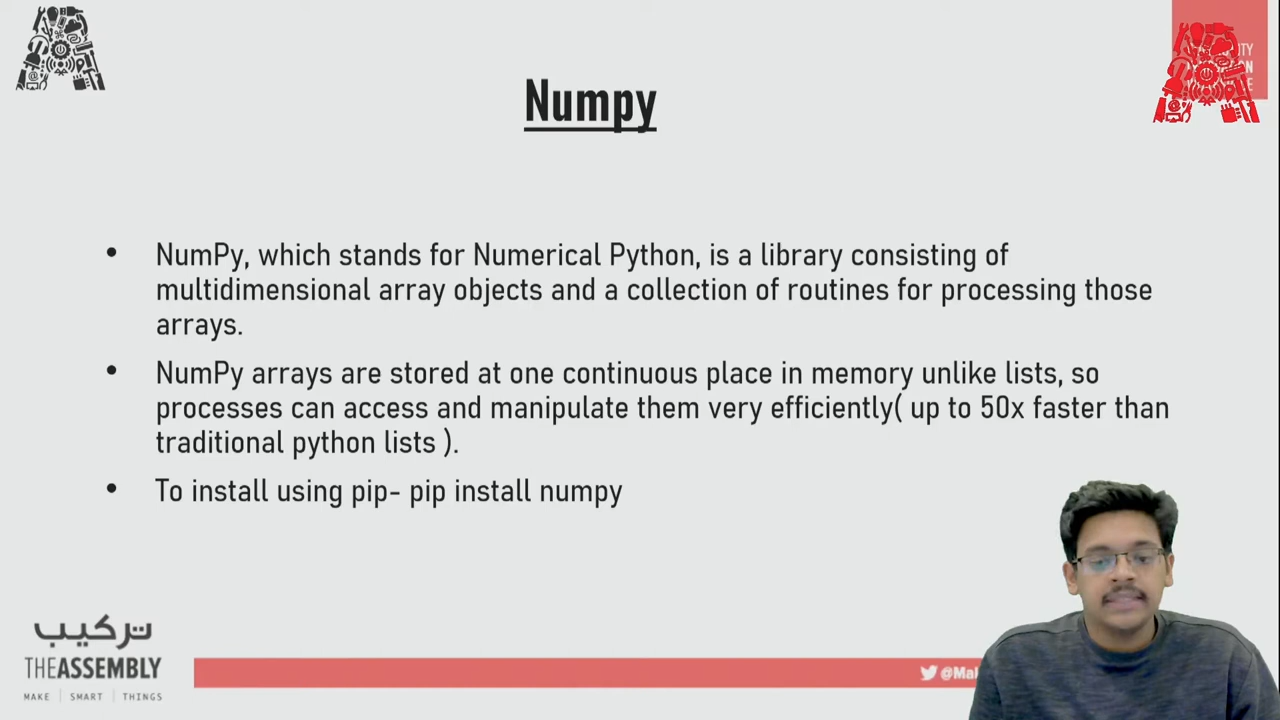 Numpy
• NumPy, which stands for Numerical Python, is a library consisting of
multidimensional array objects and a collection of routines for processing those
arrays.
• NumPy arrays are stored at one continuous place in memory unlike lists, so
processes can access and manipulate them very efficiently( up to 50x faster than
traditional python lists ).
• To install using pip- pip install numpy
تركيب
THEASSEMBLY
MAKE | SMART | THINGS